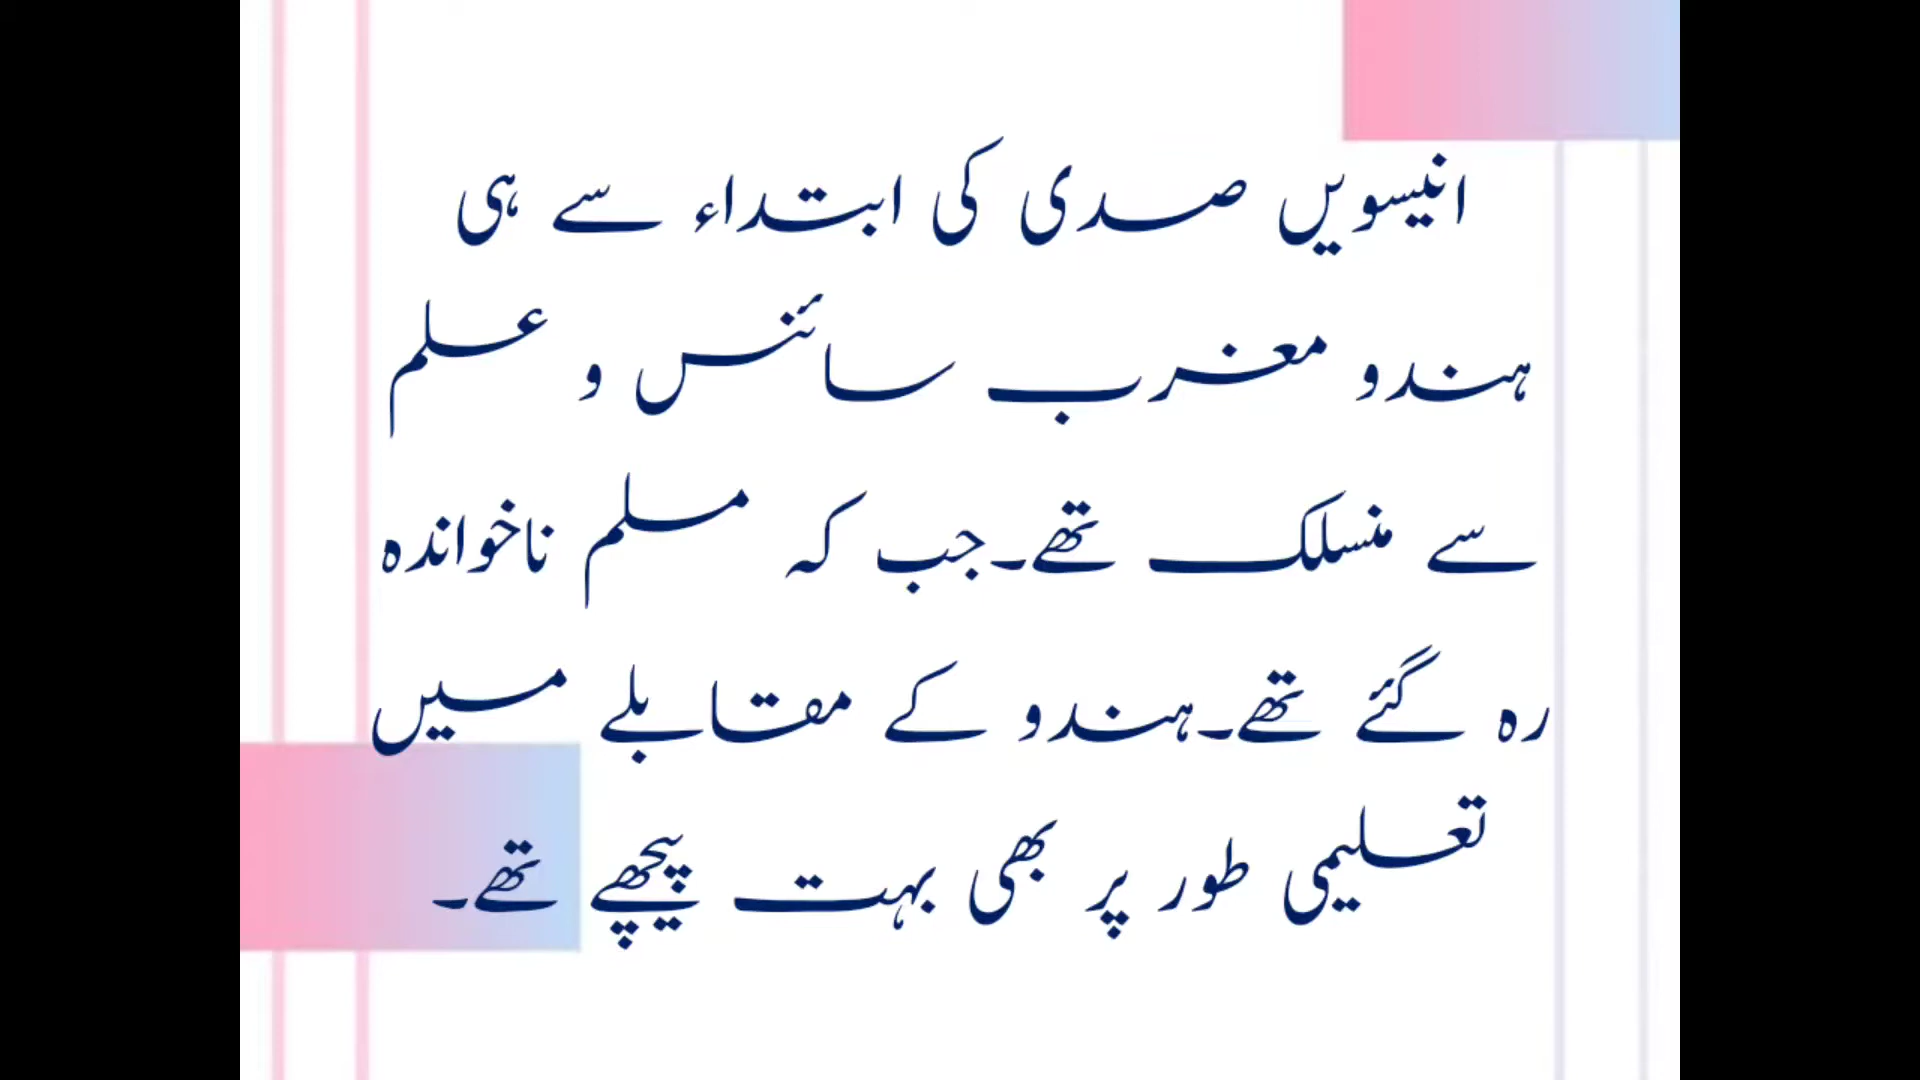 انیسویں صدی کی ابتداء سے ہی
ہندو مغرب سائنس و علم
سے منسلک تھے۔جب کہ مسلم ناخواندہ
رہ گئے تھے۔ہندو کے مقابلے میں
تعلیمی طور پر بھی بہت پیچھے تھے۔